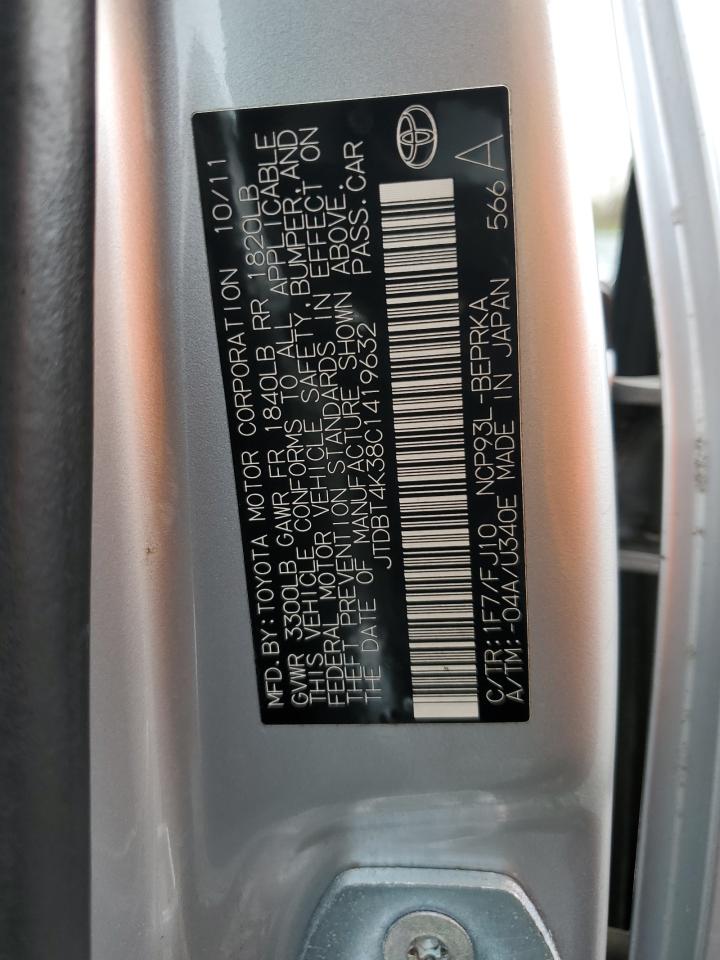 MFD. BY: TOYOTA MOTOR CORPORATION 10/11
GVWR 3300LB GAWR FR 1840LB RR 1820LB
THIS VEHICLE CONFORMS TO ALL APPLICABLE
FEDERAL MOTOR VEHICLE SAFETY, BUMPER, AND
THEFT PREVENTION STANDARDS IN EFFECT ON
THE DATE OF MANUFACTURE SHOWN ABOVE.
JTDBT4K38C1419632 PASS. CAR
C/TR: 1F7/FJ10 NCP93L-BEPRKA
A/TM: -04A/U340E MADE IN JAPAN 566 A